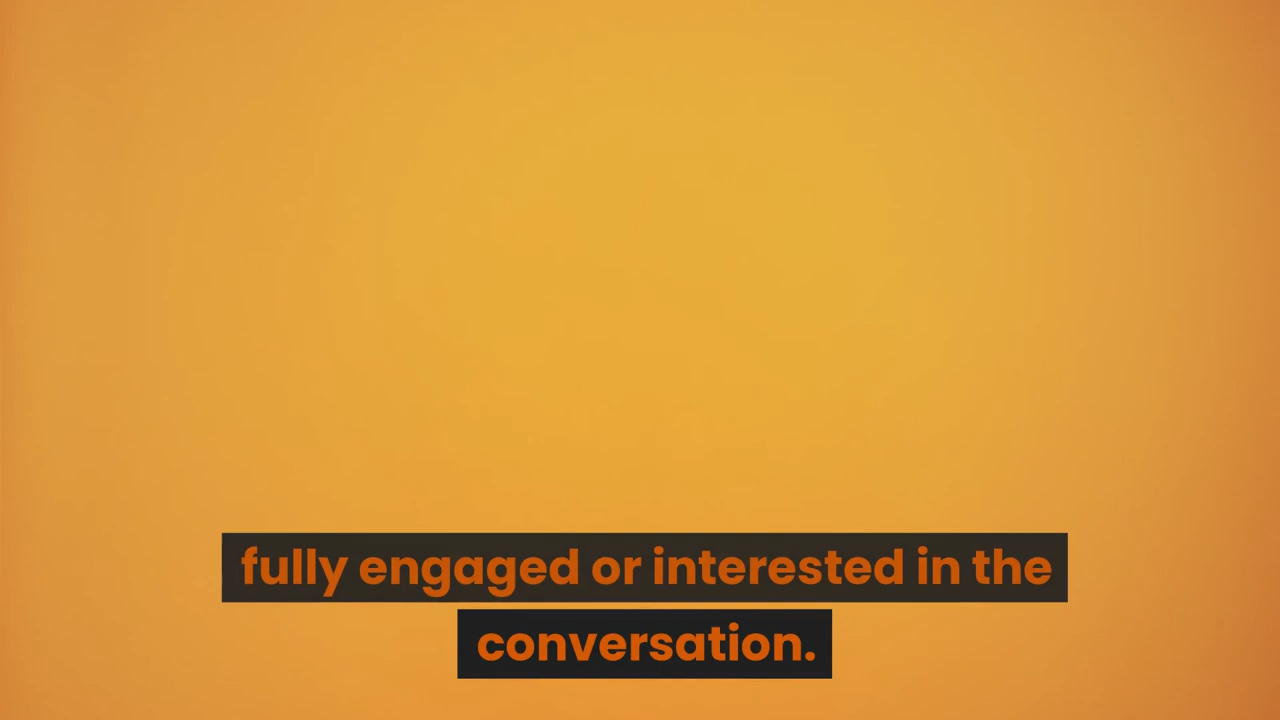 fully engaged or interested in the
conversation.